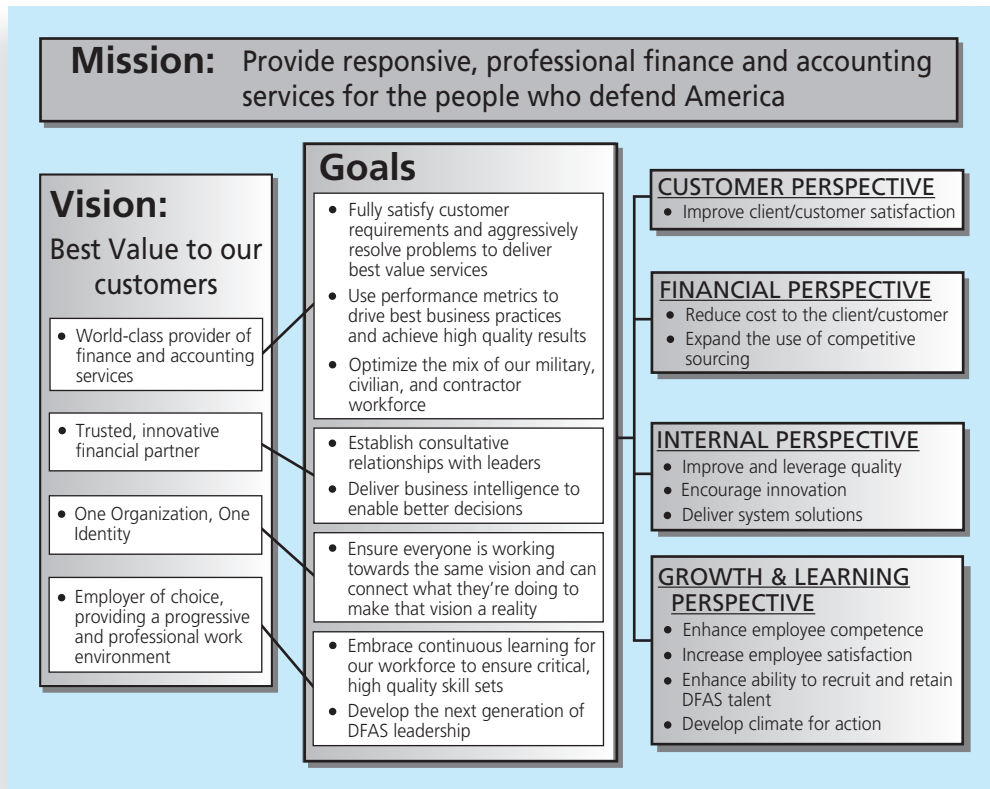 Mission: Provide responsive, professional finance and accounting
services for the people who defend America
Vision:
Best Value to our
customers
• World-class provider of
finance and accounting
services
• Trusted, innovative
financial partner
• One Organization, One
Identity
• Employer of choice,
providing a progressive
and professional work
environment
Goals
• Fully satisfy customer
requirements and aggressively
resolve problems to deliver
best value services
• Use performance metrics to
drive best business practices
and achieve high quality results
• Optimize the mix of our military,
civilian, and contractor
workforce
• Establish consultative
relationships with leaders
• Deliver business intelligence to
enable better decisions
• Ensure everyone is working
towards the same vision and can
connect what they're doing to
make that vision a reality
• Embrace continuous learning for
our workforce to ensure critical,
high quality skill sets
• Develop the next generation of
DFAS leadership
CUSTOMER PERSPECTIVE
• Improve client/customer satisfaction
FINANCIAL PERSPECTIVE
• Reduce cost to the client/customer
• Expand the use of competitive
sourcing
INTERNAL PERSPECTIVE
• Improve and leverage quality
• Encourage innovation
• Deliver system solutions
GROWTH & LEARNING
PERSPECTIVE
• Enhance employee competence
• Increase employee satisfaction
• Enhance ability to recruit and retain
DFAS talent
• Develop climate for action